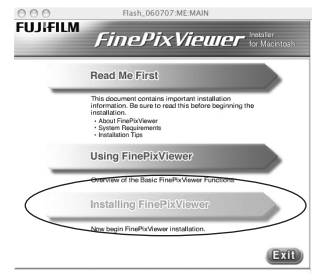 Flash_060707:ME:MAIN
FUJIFILM
FinePixViewer Installer for Macintosh
Read Me First
This document contains important installation
information. Be sure to read this before beginning the
installation.
・About FinePixViewer
・System Requirements
・Installation Tips
Using FinePixViewer
Overview of the Basic FinePixViewer Functions
Installing FinePixViewer
Now begin FinePixViewer installation.
Exit